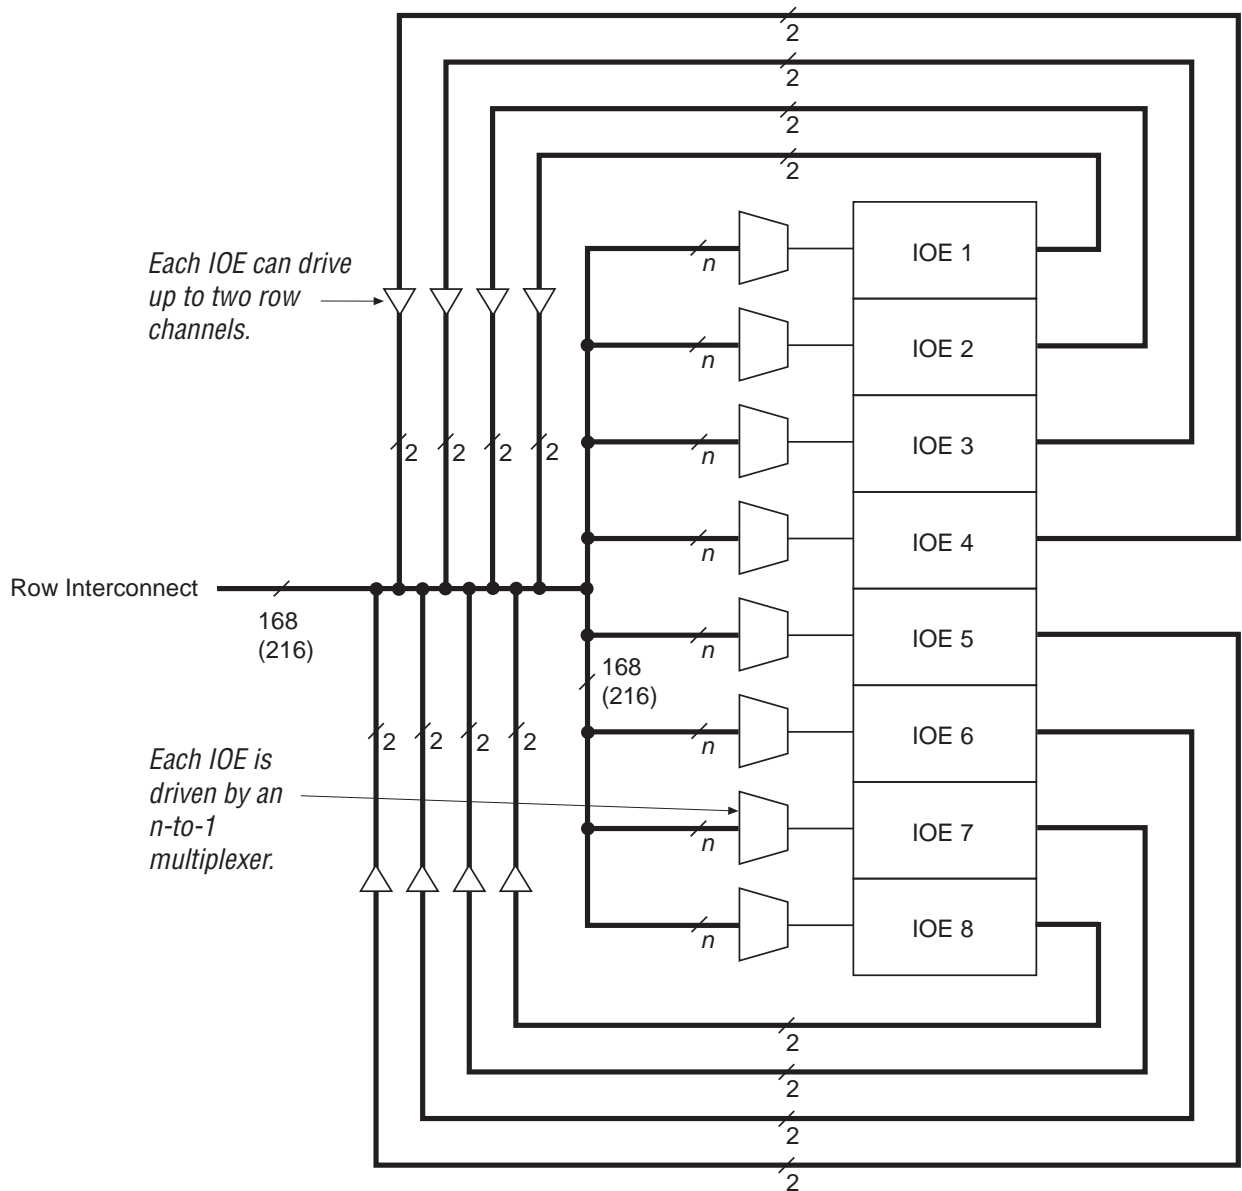 2
2
2
2
Each IOE can drive
up to two row
channels.
n
IOE 1
n
IOE 2
2
2
2
2
n
IOE 3
n
IOE 4
Row Interconnect
168
(216)
n
IOE 5
168
(216)
2
2
2
2
n
IOE 6
Each IOE is
driven by an
n-to-1
multiplexer.
n
IOE 7
n
IOE 8
2
2
2
2